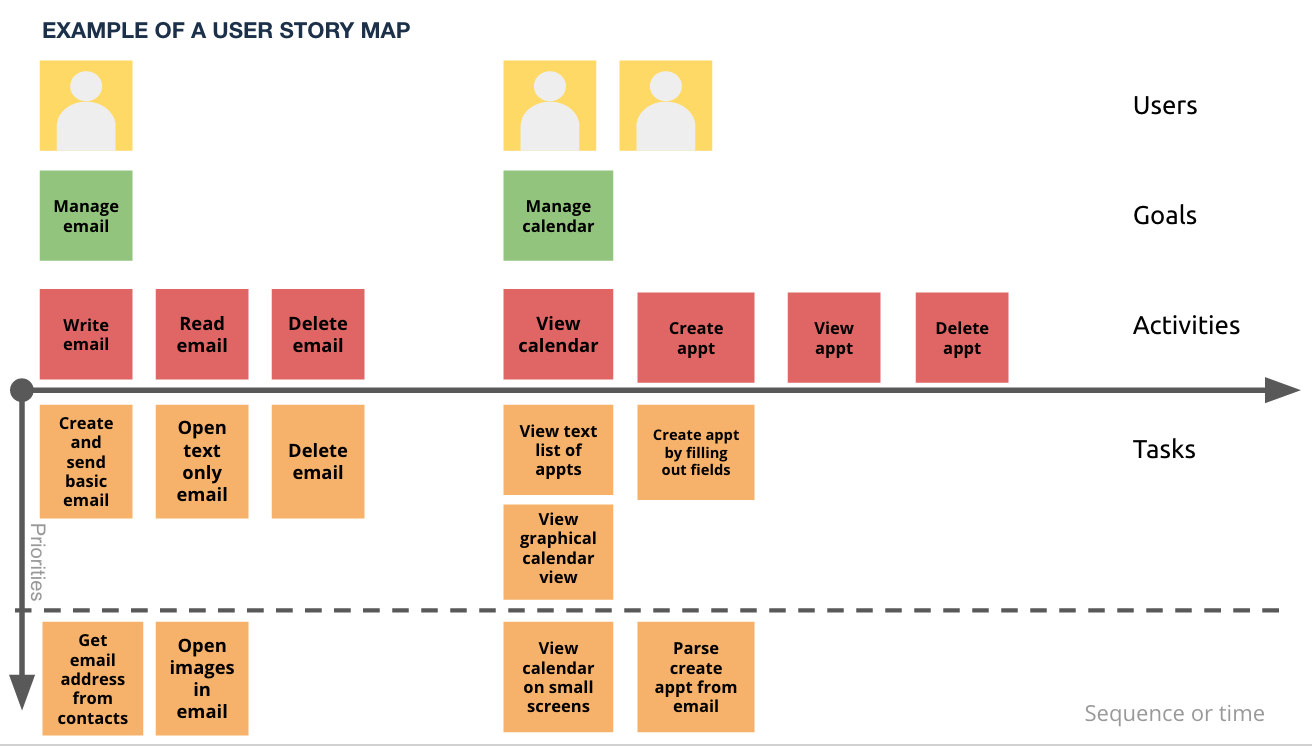 EXAMPLE OF A USER STORY MAP
Users
Manage
email
Manage
calendar
Goals
Write
email
Read
email
Delete
email
View
calendar
Create
appt
View
appt
Delete
appt
Activities
Create
and
send
basic
email
Open
text
only
email
Delete
email
View text
list of
appts
Create appt
by filling
out fields
Tasks
View
graphical
calendar
view
Priorities
Get
email
address
from
contacts
Open
images
in
email
View
calendar
on small
screens
Parse
create
appt from
email
Sequence or time